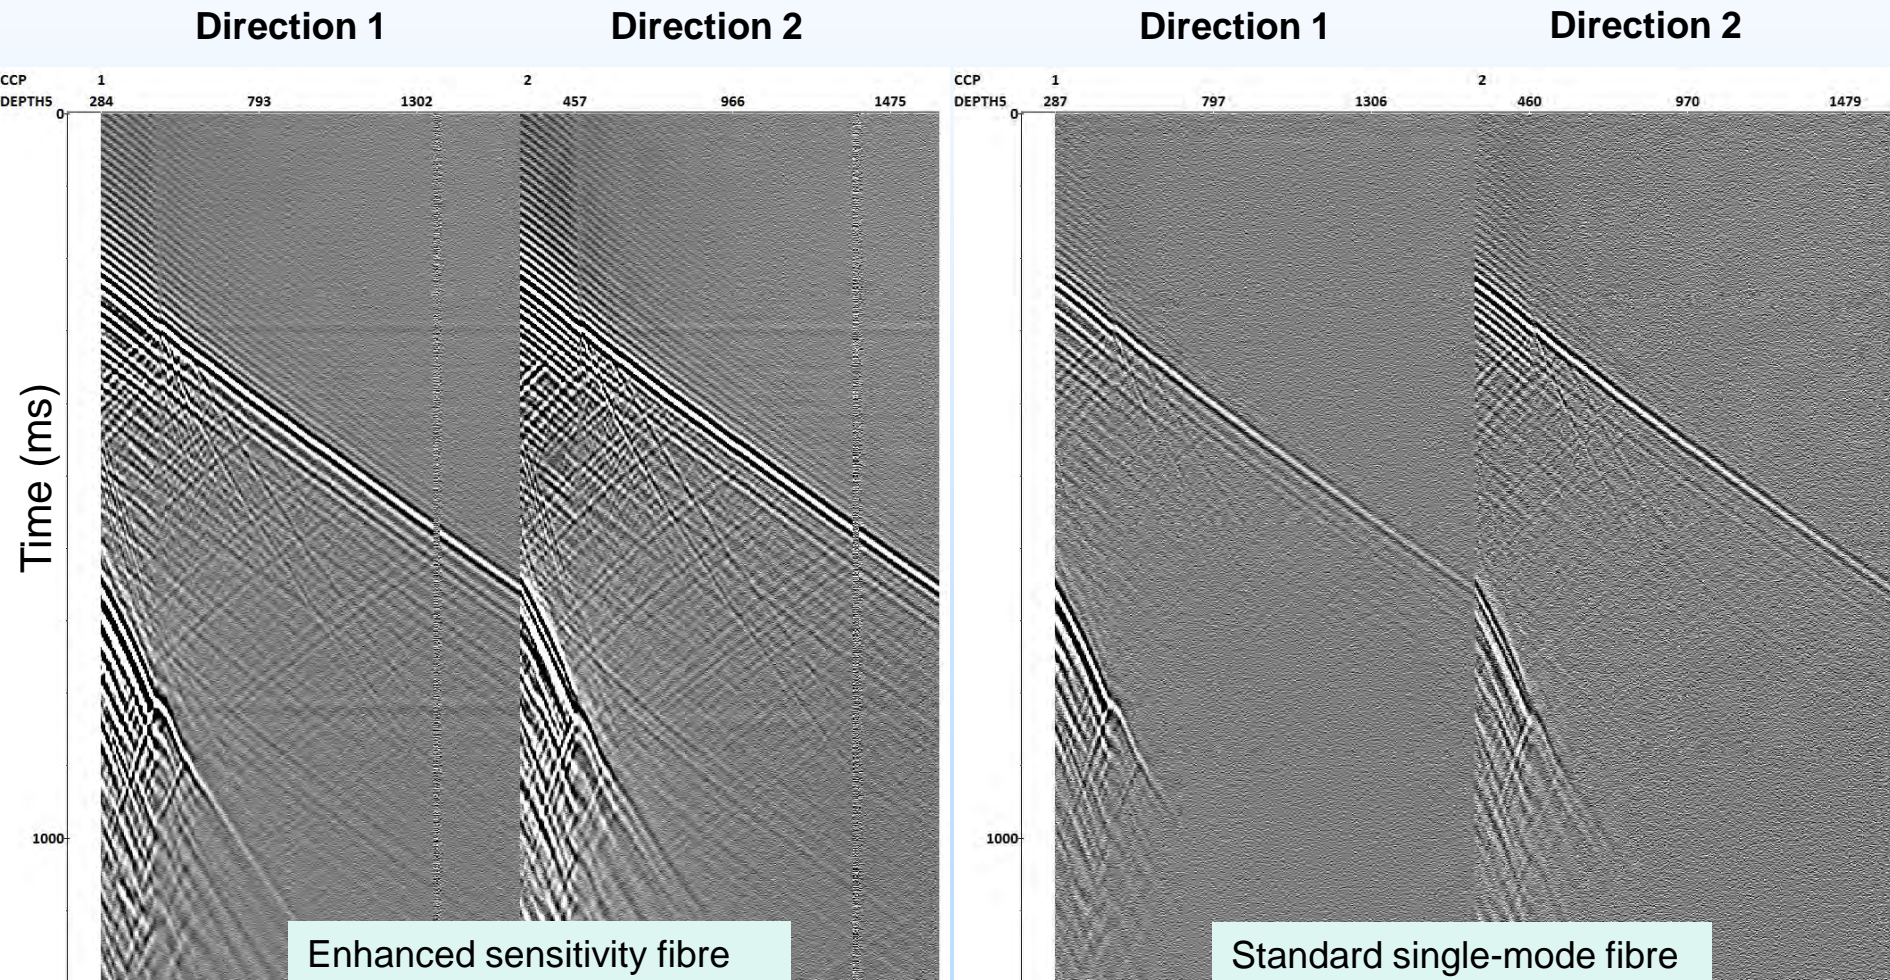 Direction 1 Direction 2 Direction 1 Direction 2
CCP 1 2 CCP 1 2
DEPTH5 284 793 1302 457 966 1475 DEPTH5 287 797 1306 460 970 1479
0 0
Time (ms)
1000 1000
Enhanced sensitivity fibre Standard single-mode fibre